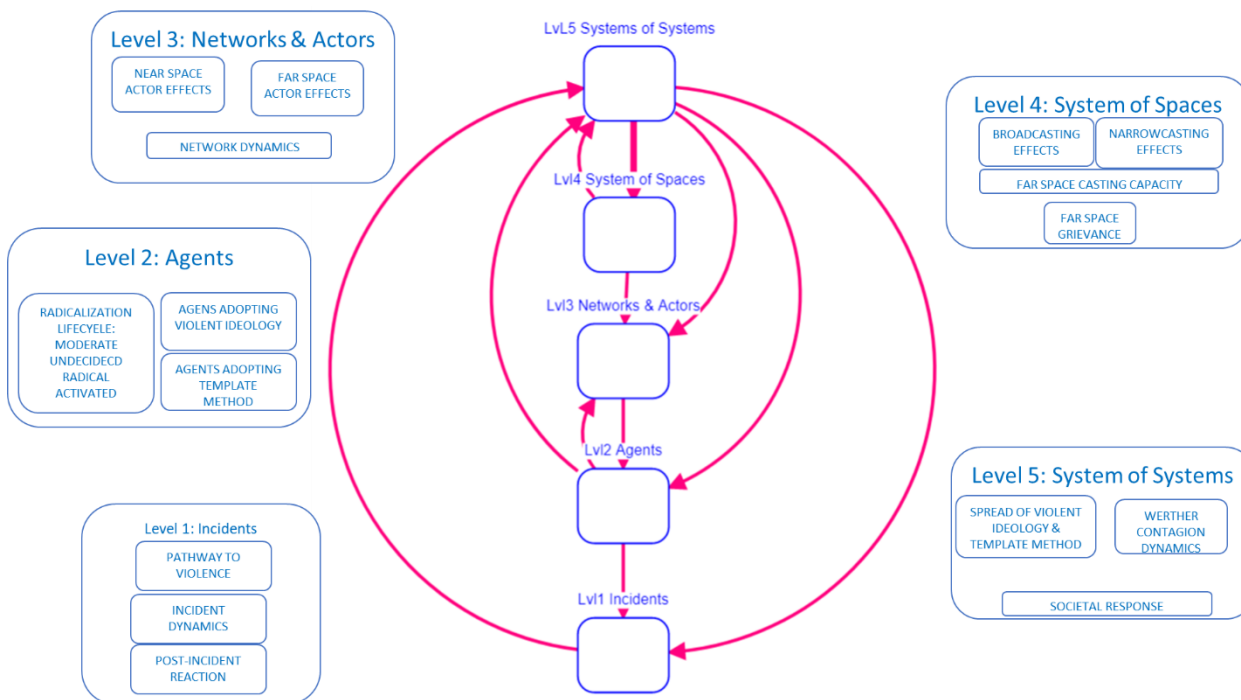 Level 3: Networks & Actors
NEAR SPACE
ACTOR EFFECTS
FAR SPACE
ACTOR EFFECTS
NETWORK DYNAMICS
Level 2: Agents
RADICALIZATION
LIFECYELE:
MODERATE
UNDECIDECD
RADICAL
ACTIVATED
AGENS ADOPTING
VIOLENT IDEOLOGY
AGENTS ADOPTING
TEMPLATE
METHOD
Level 1: Incidents
PATHWAY TO
VIOLENCE
INCIDENT
DYNAMICS
POST-INCIDENT
REACTION
LvL5 Systems of Systems
Lvl4 System of Spaces
Lvl3 Networks & Actors
Lvl2 Agents
Lvl1 Incidents
Level 4: System of Spaces
BROADCASTING
EFFECTS
NARROWCASTING
EFFECTS
FAR SPACE CASTING CAPACITY
FAR SPACE
GRIEVANCE
Level 5: System of Systems
SPREAD OF VIOLENT
IDEOLOGY &
TEMPLATE METHOD
WERTHER
CONTAGION
DYNAMICS
SOCIETAL RESPONSE